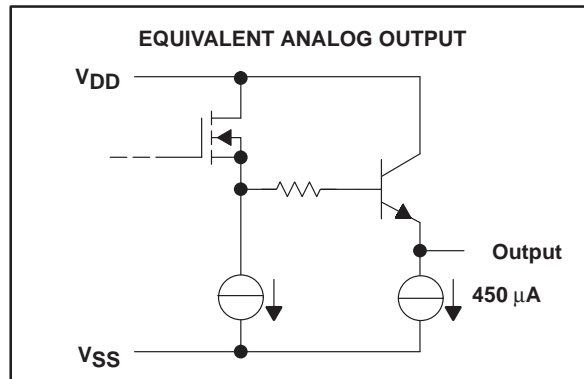 EQUIVALENT ANALOG OUTPUT
VDD
Output
450 μA
VSS